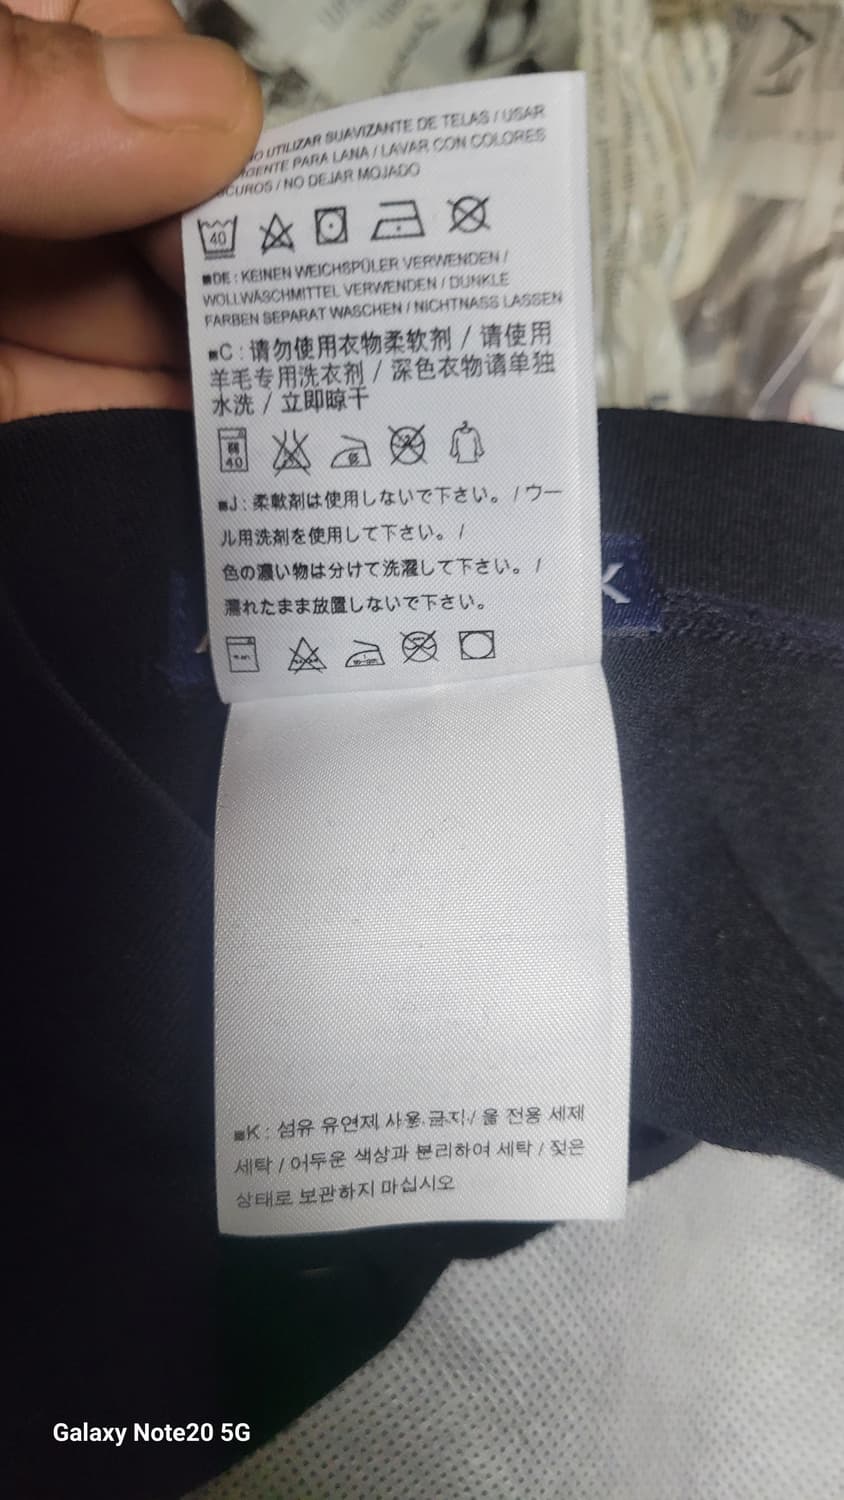 NO UTILIZAR SUAVIZANTE DE TELAS / USAR
PARA LANA / LAVAR CON COLORES
/ NO DEJAR MOJADO
40
■DE : KEINEN WEICHSPÜLER VERWENDEN /
WOLLWASCHMITTEL VERWENDEN / DUNKLE
FARBEN SEPARAT WASCHEN / NICHTNASS LASSEN
■C : 请勿使用衣物柔软剂 / 请使用
羊毛专用洗衣剂 / 深色衣物请单独
水洗 / 立即晾干
40
■J : 柔軟剤は使用しないで下さい。 / ウー
ル用洗剤を使用して下さい。 /
色の濃い物は分けて洗濯して下さい。 /
濡れたまま放置しないで下さい。
K
■K : 섬유 유연제 사용 금지 / 울 전용 세제
세탁 / 어두운 색상과 분리하여 세탁 / 젖은
상태로 보관하지 마십시오
Galaxy Note20 5G